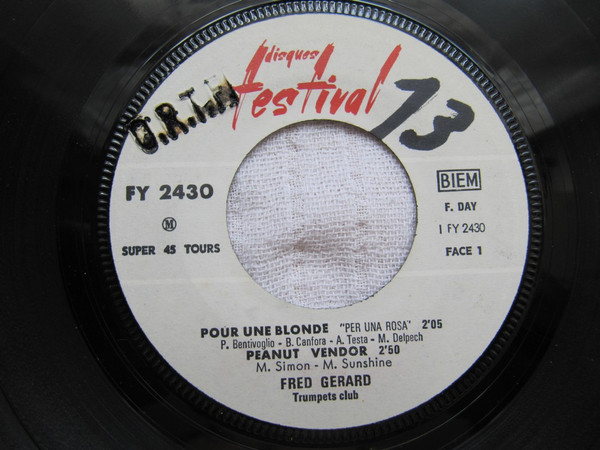 disques
festival
O.R.T.F
13
FY 2430
M
SUPER 45 TOURS
BIEM
F. DAY
I FY 2430
FACE 1
POUR UNE BLONDE "PER UNA ROSA" 2'05
P. Bentivoglio - B. Canfora - A. Testa - M. Delpech
PEANUT VENDOR 2'50
M. Simon - M. Sunshine
FRED GERARD
Trumpets club